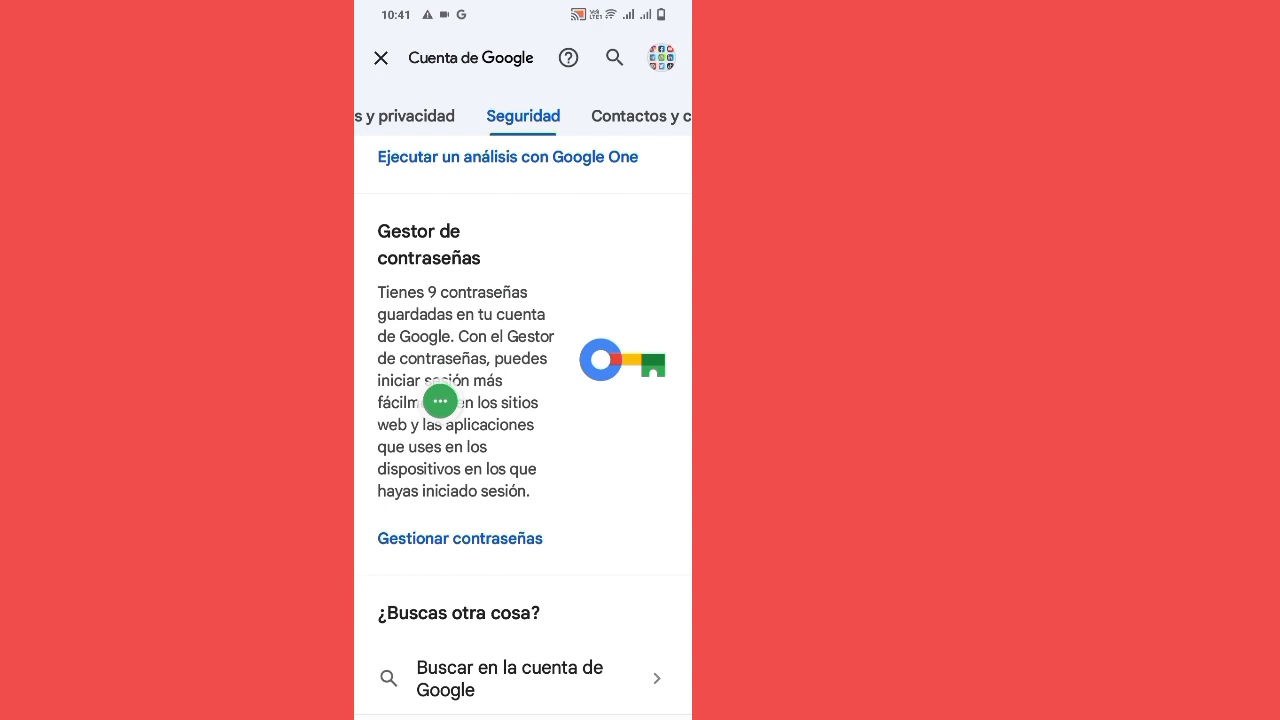 10:41
Cuenta de Google
s y privacidad Seguridad Contactos y c
Ejecutar un análisis con Google One
Gestor de
contraseñas
Tienes 9 contraseñas
guardadas en tu cuenta
de Google. Con el Gestor
de contraseñas, puedes
iniciar sesión más
fácilm en los sitios
web y las aplicaciones
que uses en los
dispositivos en los que
hayas iniciado sesión.
Gestionar contraseñas
¿Buscas otra cosa?
Buscar en la cuenta de
Google